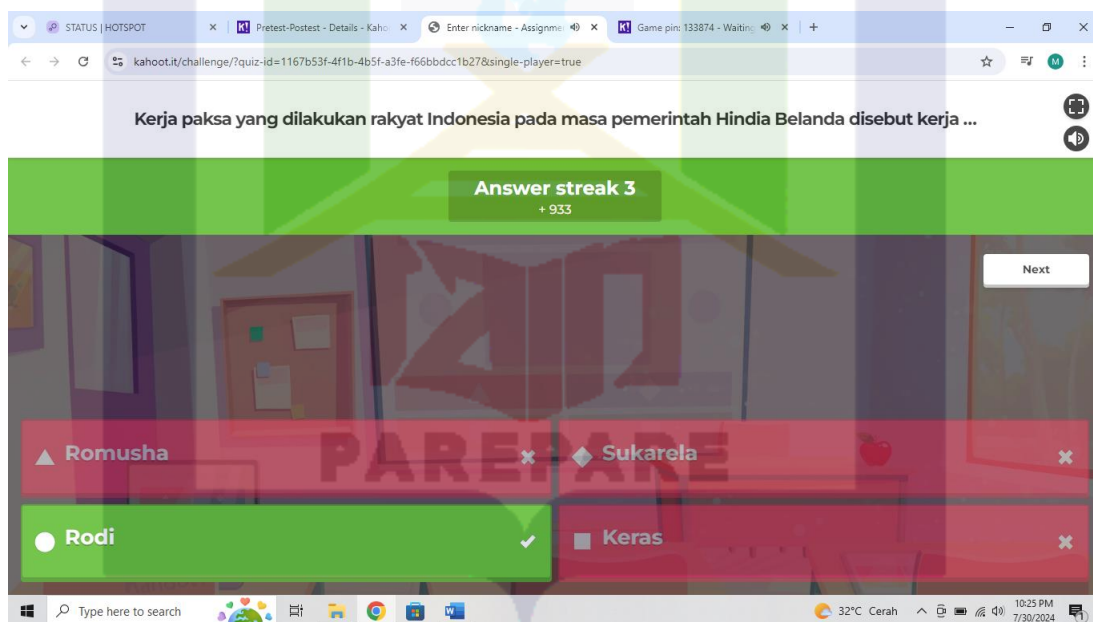 STATUS | HOTSPOT
Pretest-Postest - Details - Kaho
Enter nickname - Assignme
Game pin: 133874 - Waiting
kahoot.it/challenge/?quiz-id=1167b53f-4f1b-4b5f-a3fe-f66bbdcc1b27&single-player=true
M
Kerja paksa yang dilakukan rakyat Indonesia pada masa pemerintah Hindia Belanda disebut kerja ...
Answer streak 3
+ 933
Next
Romusha
Sukarela
PAREPARE
Rodi
Keras
Type here to search
32°C Cerah
10:25 PM
7/30/2024